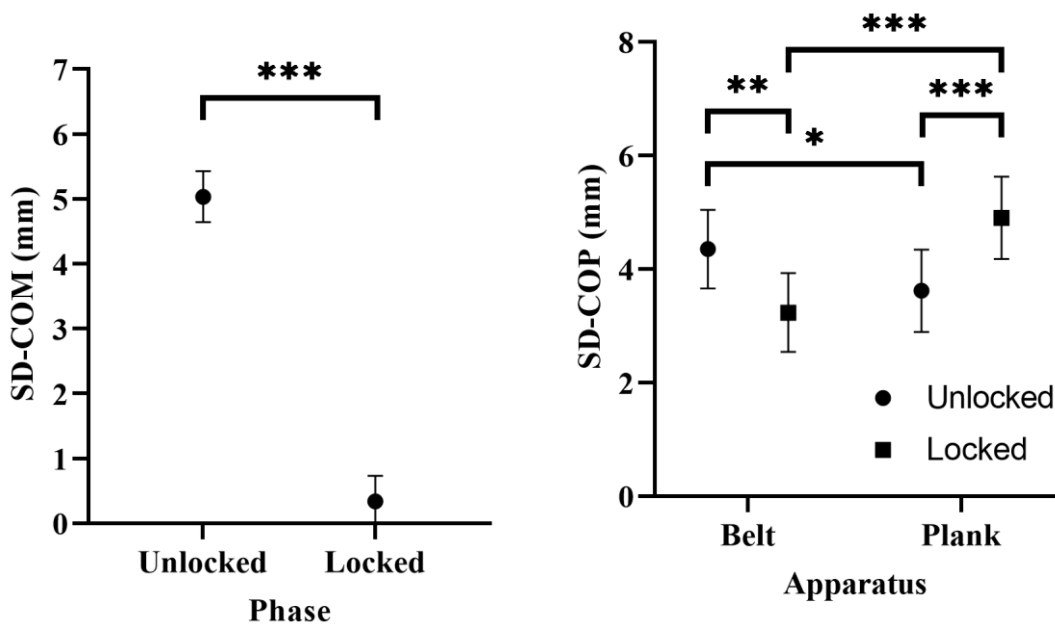 SD-COM (mm)
7
6
5
4
3
2
1
0
***
Unlocked Locked
Phase
SD-COP (mm)
8
6
4
2
0
***
**
***
*
Unlocked
Locked
Belt Plank
Apparatus